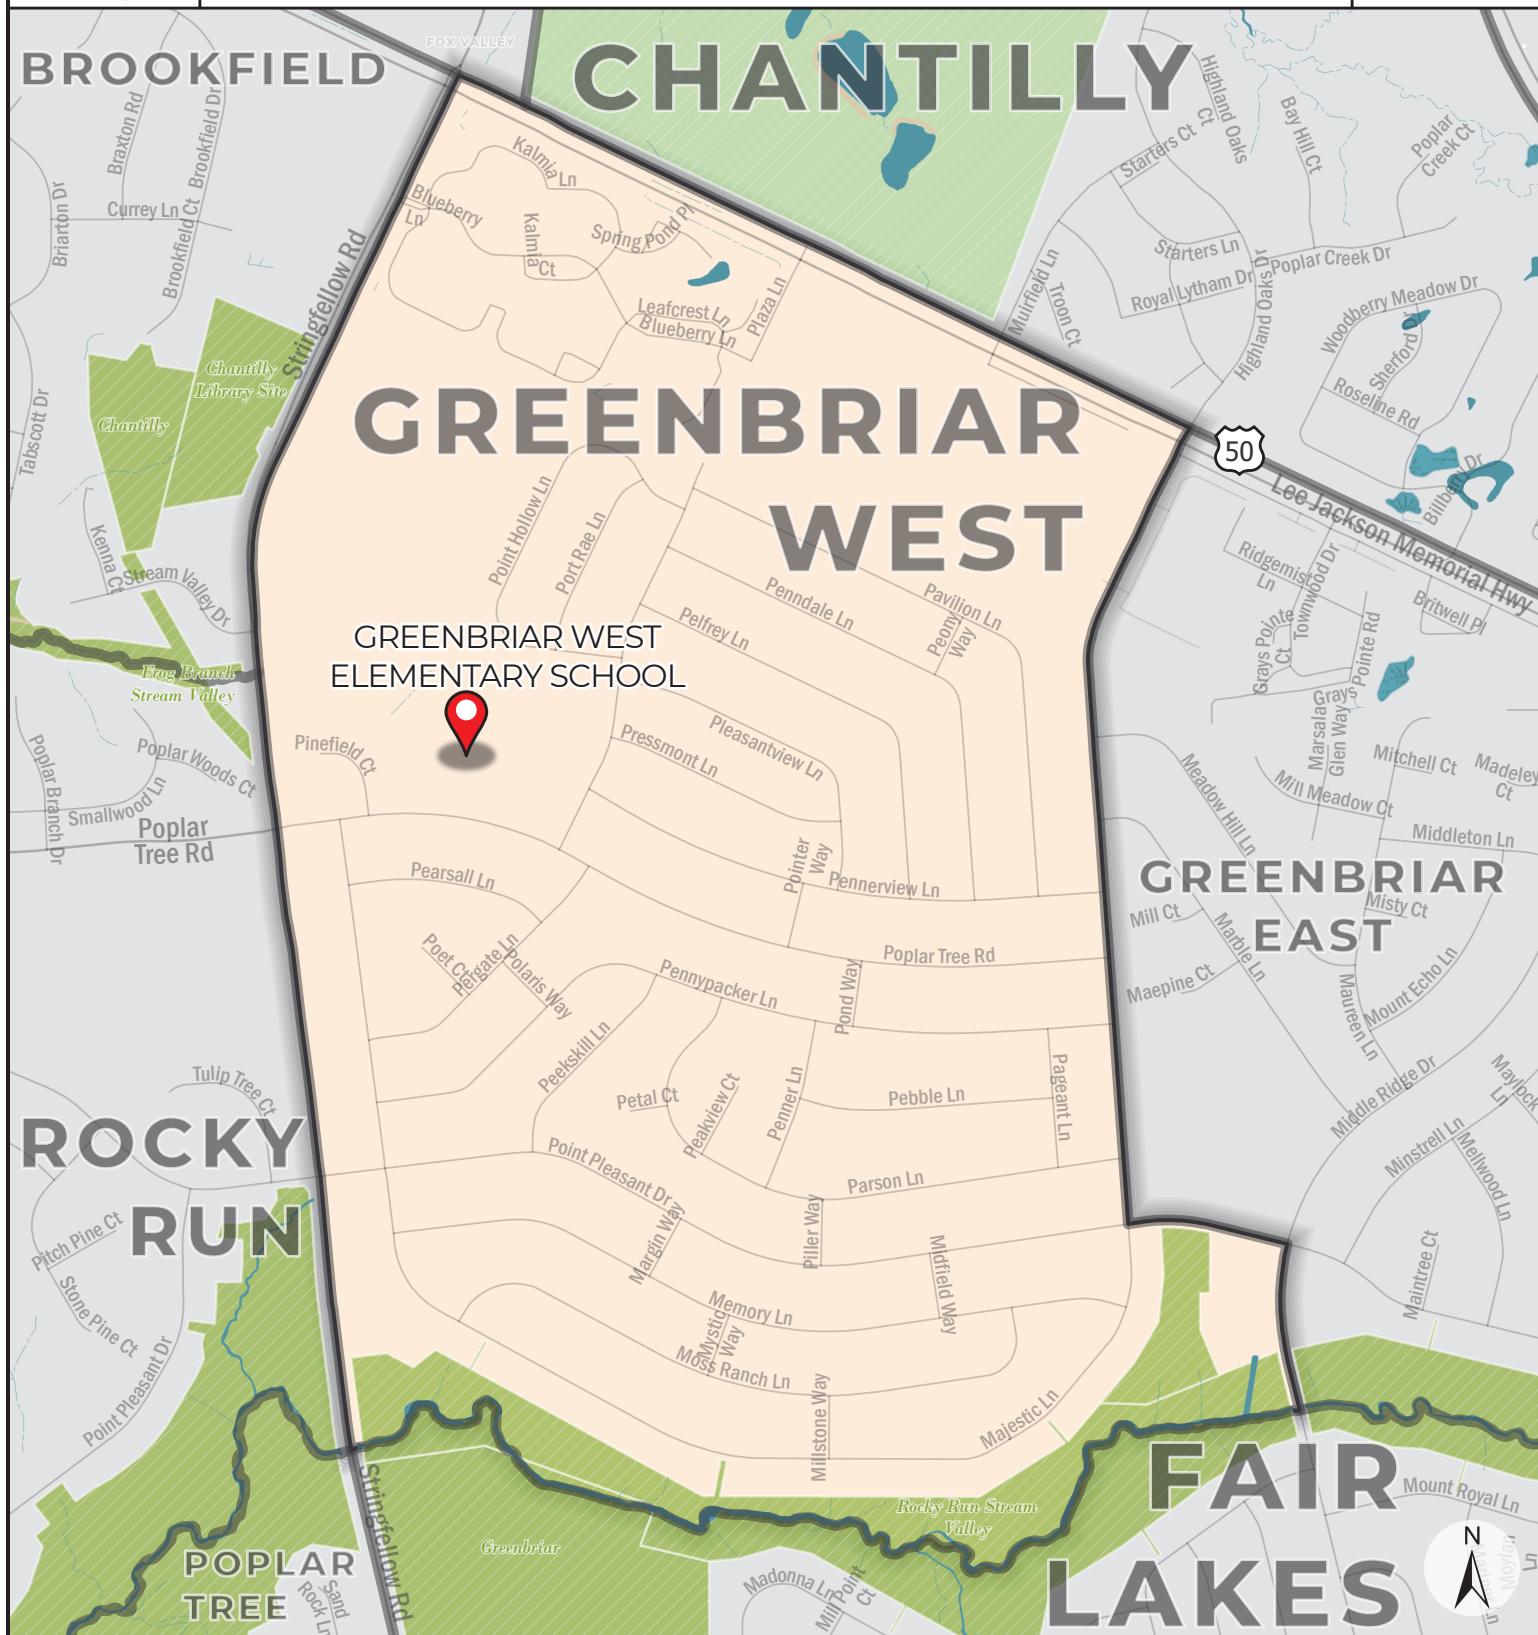 FOX VALLEY
BROOKFIELD
CHANTILLY
Braxton Rd
Brookfield Dr
Briarton Dr
Currey Ln
Brookfield Ct
Stringfellow Rd
Kalmia
Ln
Blueberry
Ln
Kalmia
Ct
Spring Pond Pl
Leafcrest Ln
Blueberry Ln
Plaza Ln
Highland Oaks
Ct
Starters Ct
Bay Hill Ct
Poplar
Creek Ct
Starters Ln
Royal Lytham Dr
Poplar Creek Dr
Muirfield Ln
Troon Ct
Highland Oaks Dr
Woodberry Meadow Dr
Sherford Dr
Roseline Rd
Billberry Dr
Chantilly
Library Site
Chantilly
Tabscott Dr
GREENBRIAR
WEST
50
Lee Jackson Memorial Hwy
Point Hollow Ln
Port Rae Ln
Penndale Ln
Pavilion Ln
Pelfrey Ln
Peony
Way
Kenna Ct
Stream Valley Dr
Frog Branch
Stream Valley
Ridgemist
Ln
Townwood Dr
Britwell Pl
Grays Pointe
Ct
Grays
Pointe Rd
GREENBRIAR WEST
ELEMENTARY SCHOOL
Pinefield Ct
Pressmont Ln
Pleasantview Ln
Poplar Branch Dr
Poplar Woods Ct
Smallwood Ln
Poplar
Tree Rd
Marsala
Glen Way
Mitchell Ct
Madeley
Ct
Meadow Hill Ln
Mill Meadow Ct
Middleton Ln
GREENBRIAR
EAST
Pearsall Ln
Pointer
Way
Pennerview Ln
Mill Ct
Marble Ln
Misty Ct
Poet Ct
Pergate Ln
Polaris Way
Poplar Tree Rd
Pennypacker Ln
Pond Way
Maepine Ct
Maureen Ln
Mount Echo Ln
Peekskill Ln
Petal Ct
Peakview Ct
Penner Ln
Pebble Ln
Pageant Ln
Middle Ridge Dr
Maylock
Ln
Tulip Tree Ct
ROCKY
RUN
Point Pleasant Dr
Parson Ln
Minstrell Ln
Mellwood Ln
Pitch Pine Ct
Stone Pine Ct
Margin Way
Piller Way
Midfield Way
Maintree Ct
Memory Ln
Mystic
Way
Moss Ranch Ln
Point Pleasant Dr
Millstone Way
Majestic Ln
Stringfellow Rd
FAIR
LAKES
Mount Royal Ln
Rocky Run Stream
Valley
Greenbriar
POPLAR
TREE
Sand
Rock Ln
Madonna Ln
Mill Point
Ct
N